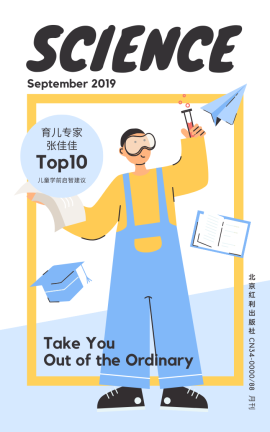 SCIENCE
September 2019
育儿专家
张佳佳
Top10
儿童学前启智建议
北京红利出版社 CN34-0000/88 月刊
Take You
Out of the Ordinary